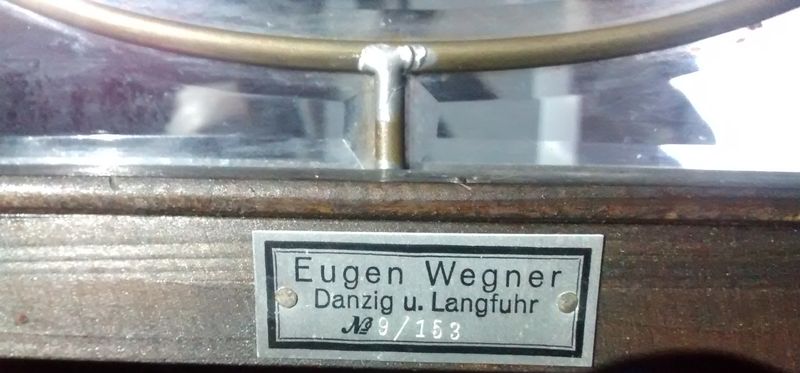 Eugen Wegner
Danzig u. Langfuhr
№ 9/153